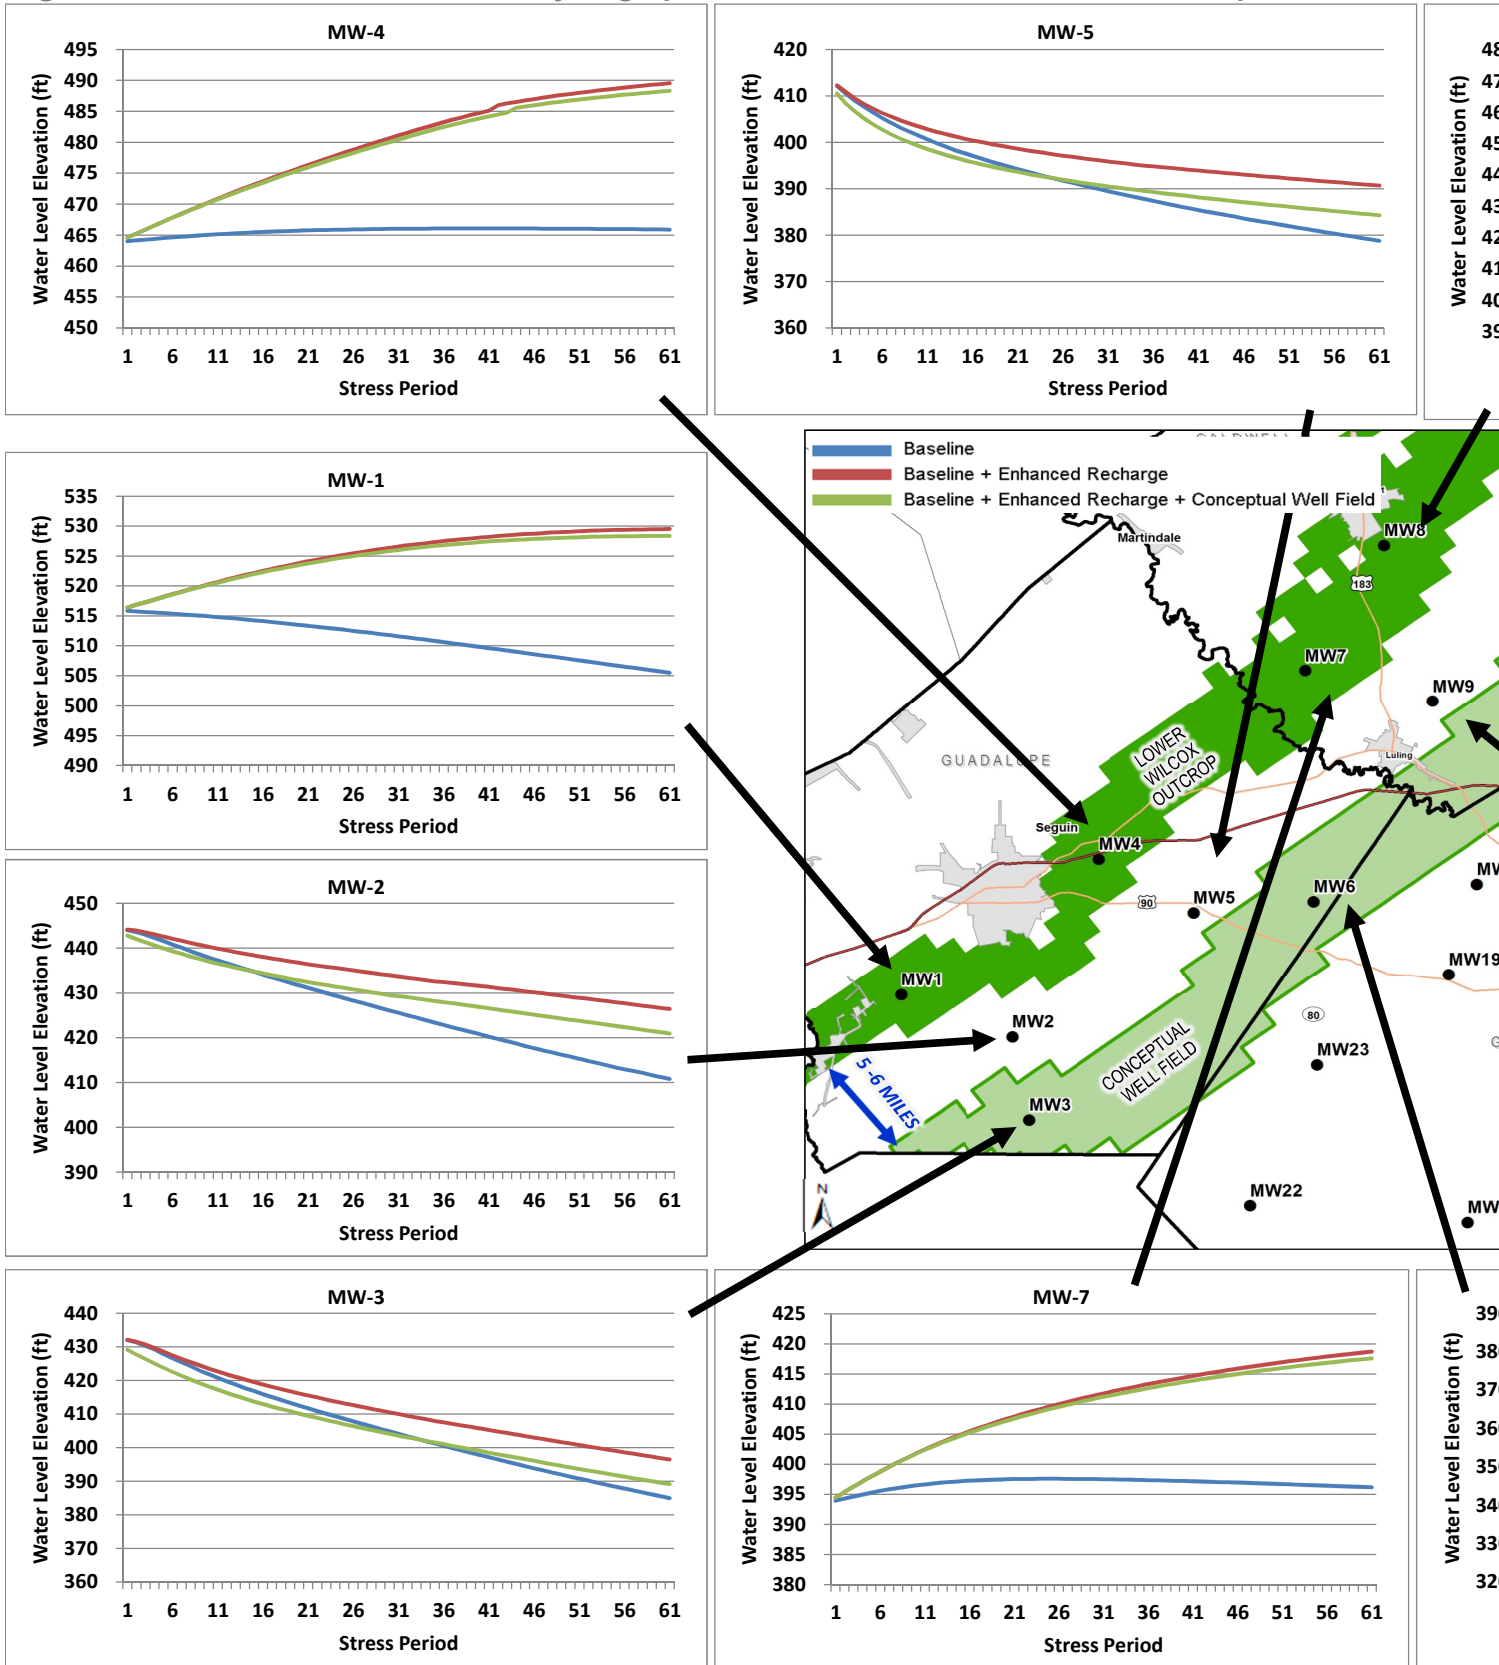 MW-4
Water Level Elevation (ft)
495
490
485
480
475
470
465
460
455
450
1 6 11 16 21 26 31 36 41 46 51 56 61
Stress Period
MW-5
Water Level Elevation (ft)
420
410
400
390
380
370
360
1 6 11 16 21 26 31 36 41 46 51 56 61
Stress Period
Water Level Elevation (ft)
MW-1
Water Level Elevation (ft)
535
530
525
520
515
510
505
500
495
490
1 6 11 16 21 26 31 36 41 46 51 56 61
Stress Period
MW-2
Water Level Elevation (ft)
450
440
430
420
410
400
390
1 6 11 16 21 26 31 36 41 46 51 56 61
Stress Period
MW-3
Water Level Elevation (ft)
440
430
420
410
400
390
380
370
360
1 6 11 16 21 26 31 36 41 46 51 56 61
Stress Period
MW-7
Water Level Elevation (ft)
425
420
415
410
405
400
395
390
385
380
1 6 11 16 21 26 31 36 41 46 51 56 61
Stress Period
Water Level Elevation (ft)
Baseline
Baseline + Enhanced Recharge
Baseline + Enhanced Recharge + Conceptual Well Field
Martindale
MW8
183
MW7
MW9
GUADALUPE
LOWER
WILCOX
OUTCROP
Luling
Seguin
MW4
MW5
90
MW6
MW1
MW19
MW2
80
MW23
CONCEPTUAL
WELL FIELD
5-6 MILES
MW3
N
MW22